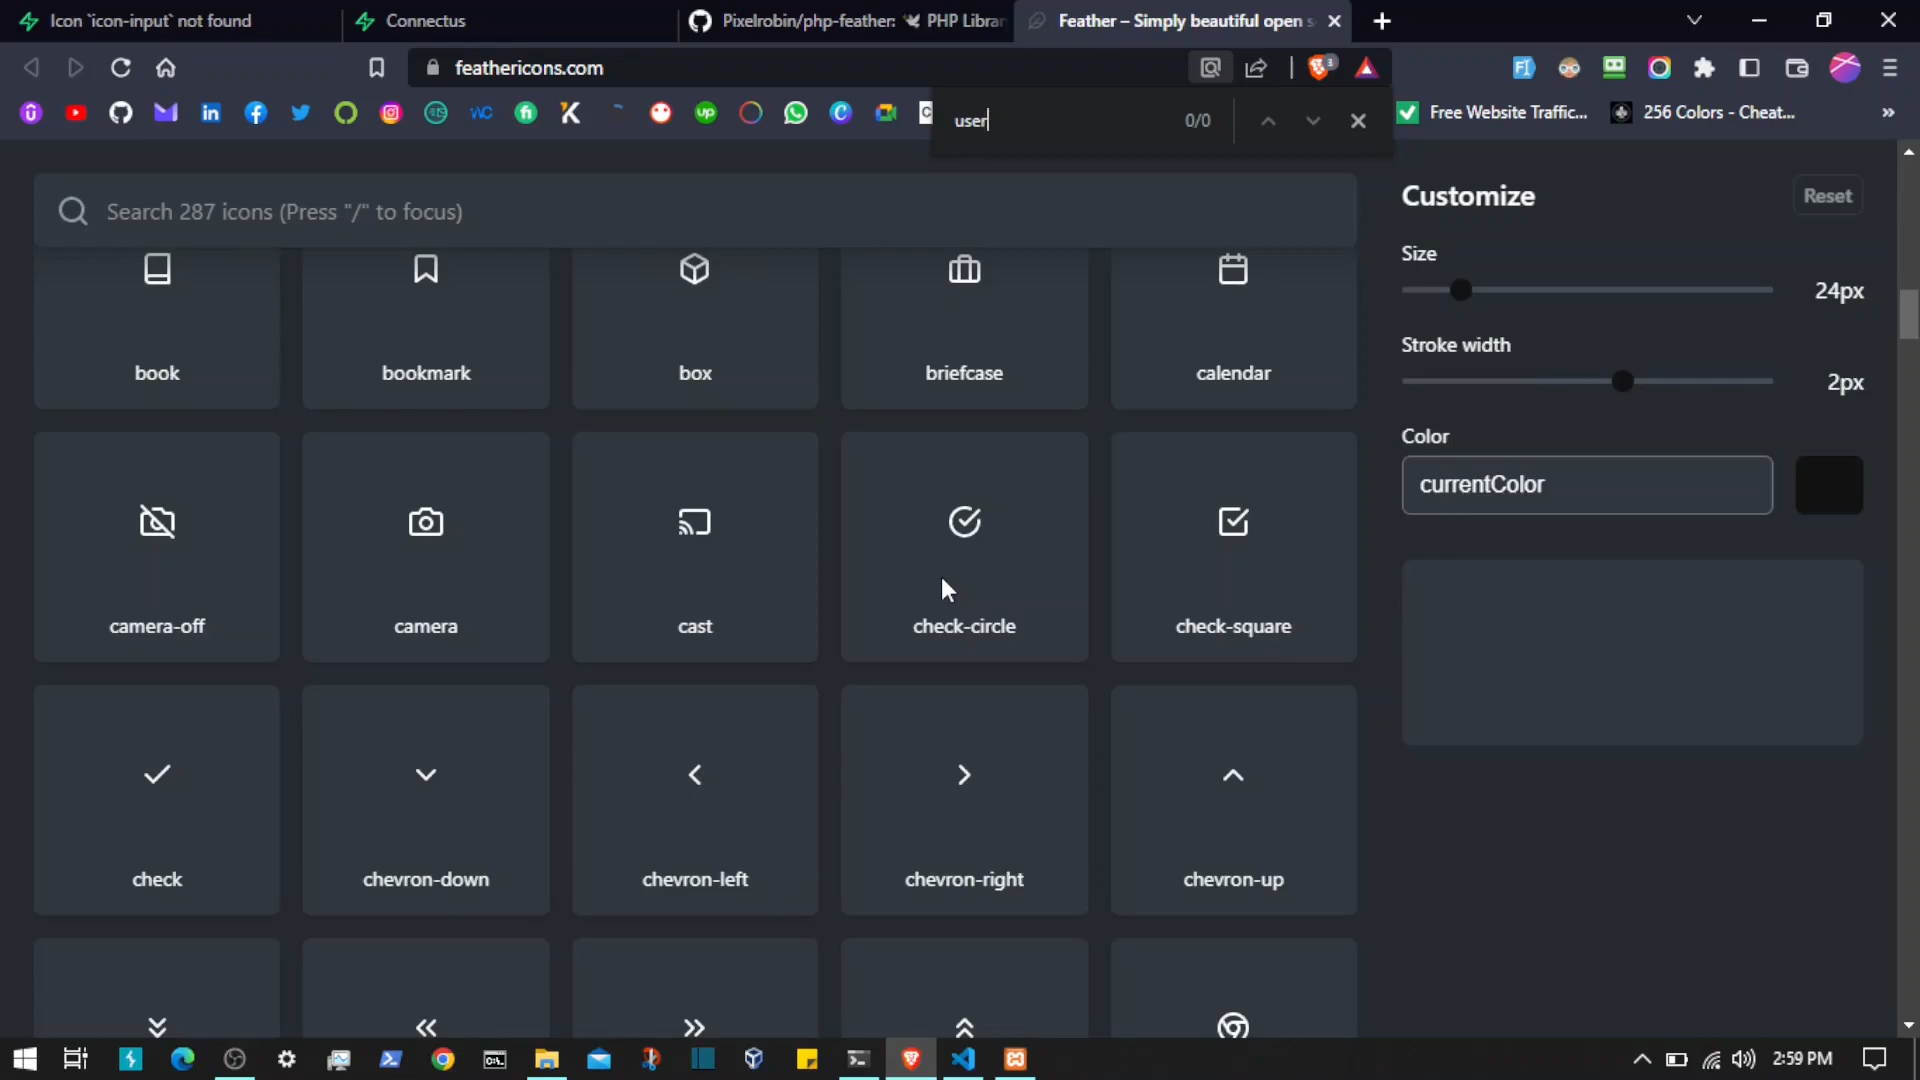 Icon `icon-input` not found
Connectus
Pixelrobin/php-feather: PHP Librar
Feather – Simply beautiful open s
feathericons.com
3
user
0/0
Free Website Traffic...
256 Colors - Cheat...
Search 287 icons (Press "/" to focus)
Customize
Reset
Size
24px
Stroke width
2px
Color
currentColor
book
bookmark
box
briefcase
calendar
camera-off
camera
cast
check-circle
check-square
check
chevron-down
chevron-left
chevron-right
chevron-up
2:59 PM